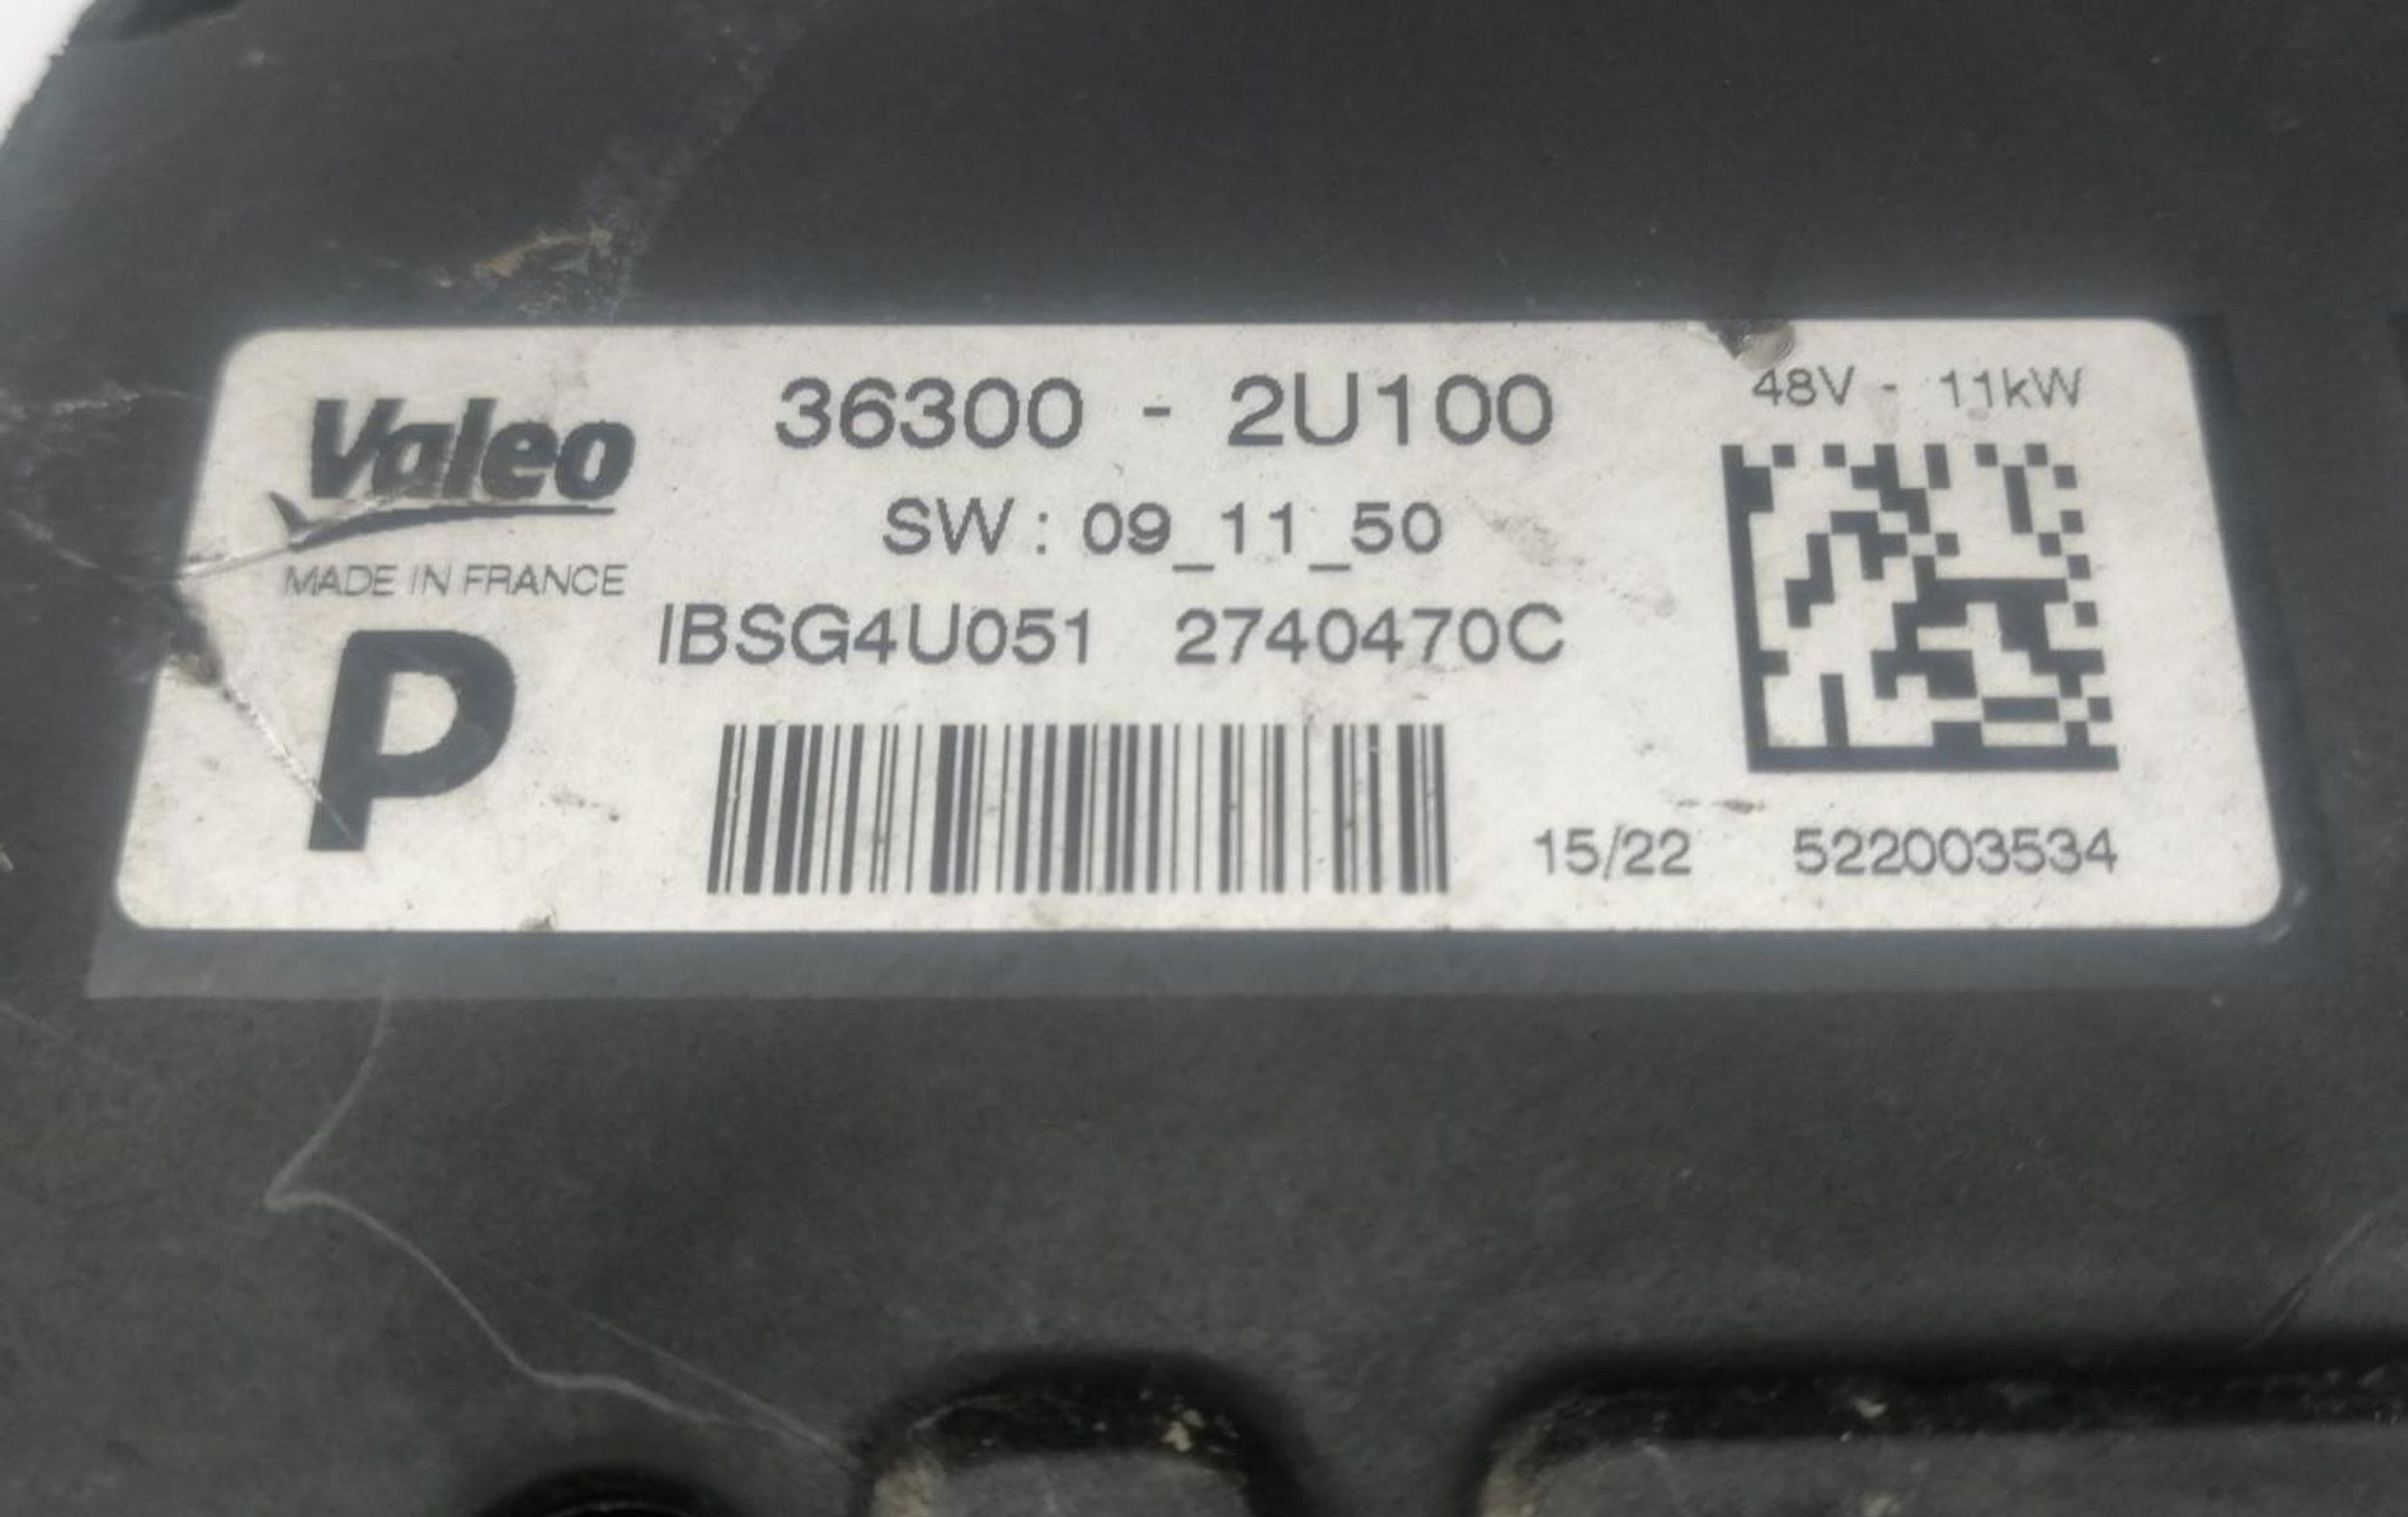 Valeo
MADE IN FRANCE
P
36300 - 2U100
SW : 09_11_50
IBSG4U051 2740470C
48V - 11kW
15/22 522003534